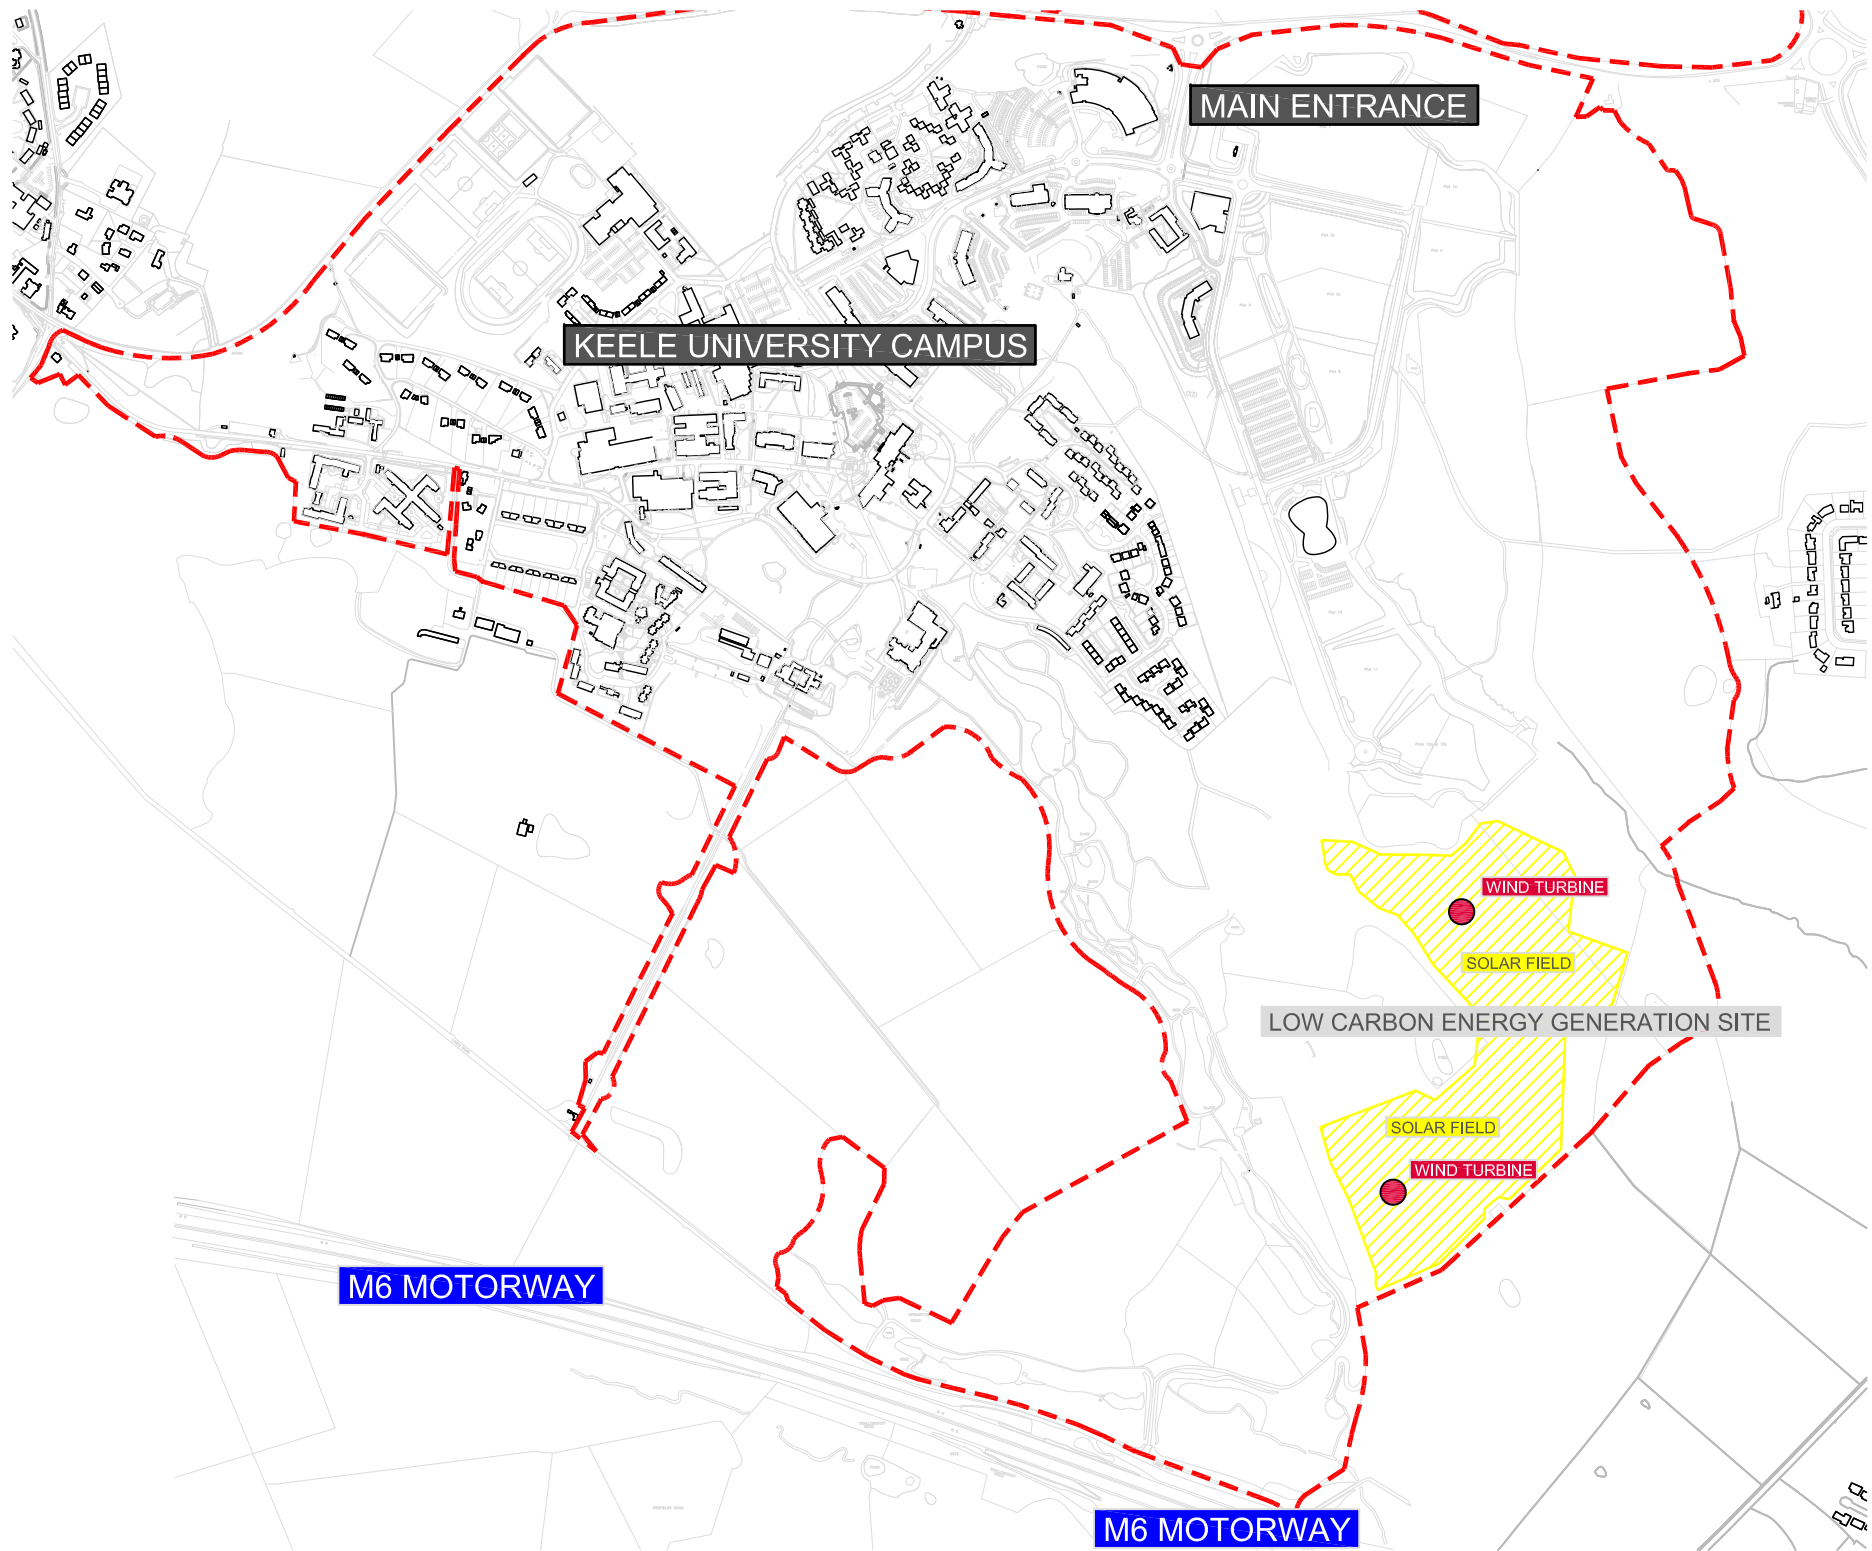 MAIN ENTRANCE
KEELE UNIVERSITY CAMPUS
WIND TURBINE
SOLAR FIELD
LOW CARBON ENERGY GENERATION SITE
SOLAR FIELD
WIND TURBINE
M6 MOTORWAY
M6 MOTORWAY